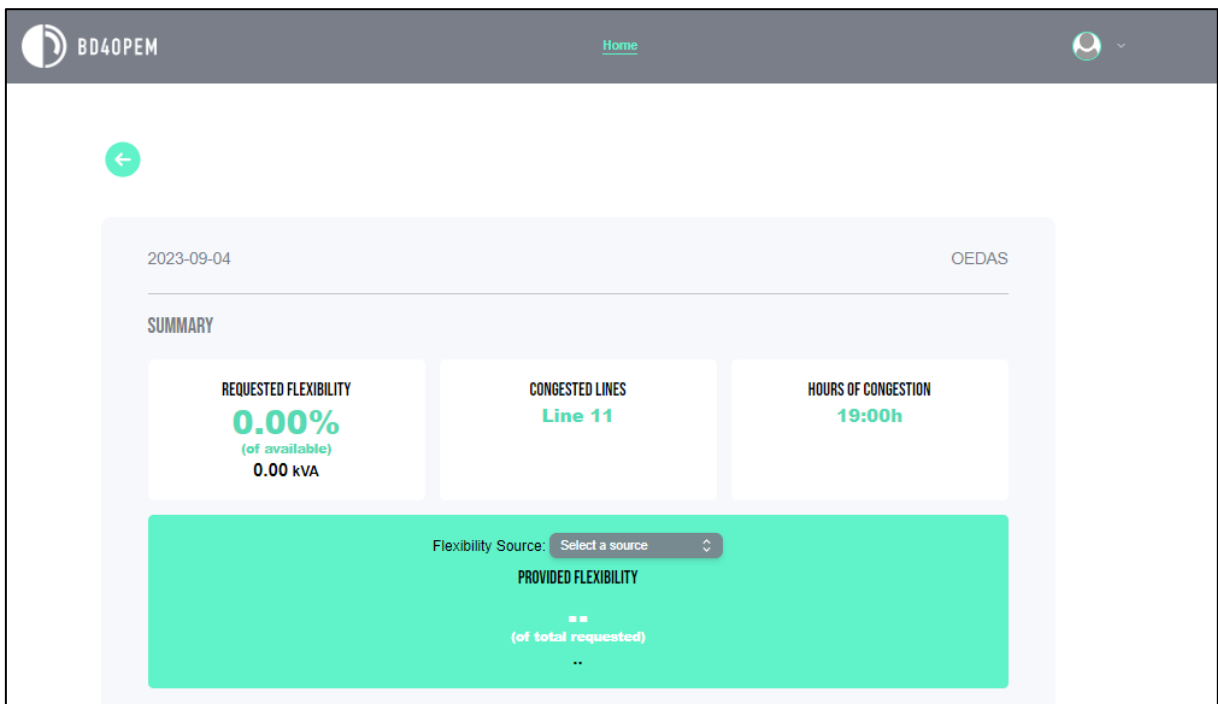 BD4OPEM
Home
2023-09-04
OEDAS
SUMMARY
REQUESTED FLEXIBILITY
0.00%
(of available)
0.00 kVA
CONGESTED LINES
Line 11
HOURS OF CONGESTION
19:00h
Flexibility Source: Select a source
PROVIDED FLEXIBILITY
--
(of total requested)
--